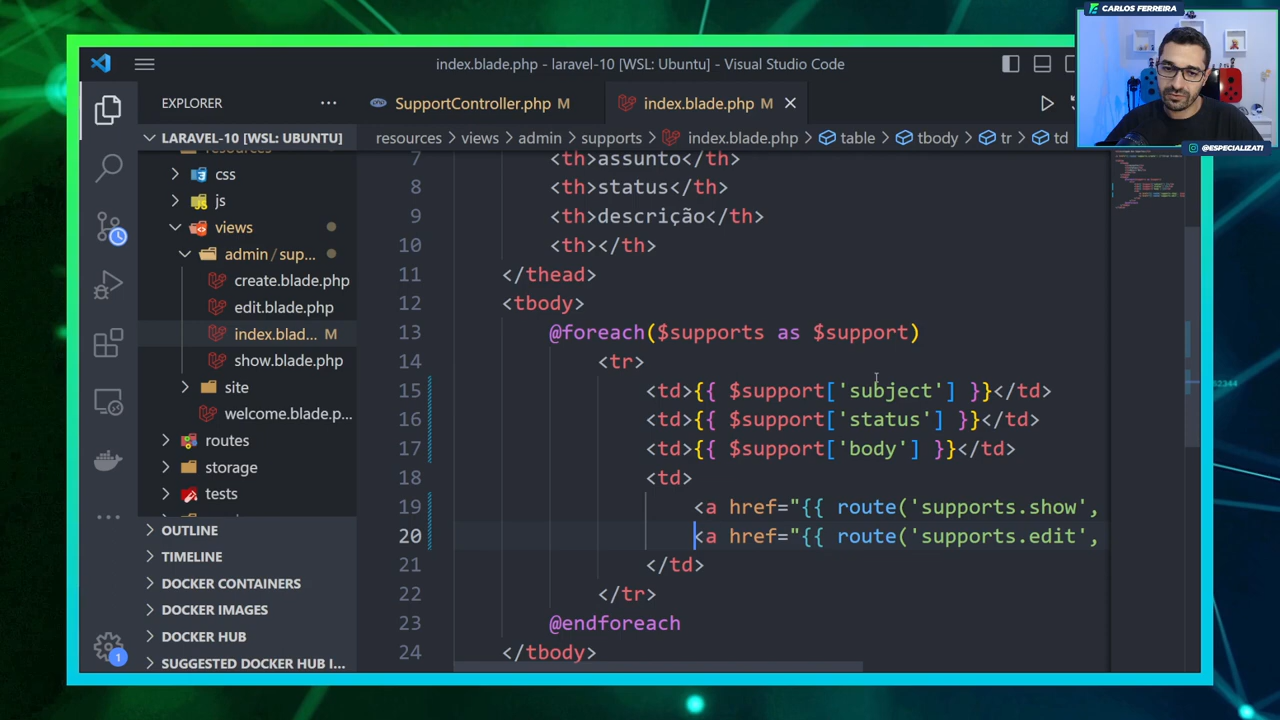 CARLOS FERREIRA
@ESPECIALIZATI
index.blade.php - laravel-10 [WSL: Ubuntu] - Visual Studio Code
EXPLORER
SupportController.php M
index.blade.php M
LARAVEL-10 [WSL: UBUNTU]
resources > views > admin > supports > index.blade.php > table > tbody > tr > td
resources
css
js
views
admin / sup...
create.blade.php
edit.blade.php
index.blad... M
show.blade.php
site
welcome.blade.p...
routes
storage
tests
OUTLINE
TIMELINE
DOCKER CONTAINERS
DOCKER IMAGES
DOCKER HUB
SUGGESTED DOCKER HUB I...
1
7 <th>assunto</th>
8 <th>status</th>
9 <th>descrição</th>
10 <th></th>
11 </thead>
12 <tbody>
13 @foreach($supports as $support)
14 <tr>
15 <td>{{ $support['subject'] }}</td>
16 <td>{{ $support['status'] }}</td>
17 <td>{{ $support['body'] }}</td>
18 <td>
19 <a href="{{ route('supports.show',
20 <a href="{{ route('supports.edit',
21 </td>
22 </tr>
23 @endforeach
24 </tbody>